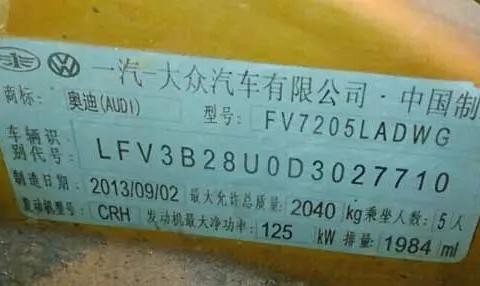 一汽-大众汽车有限公司·中国制
商标: 奥迪(AUDI) 型号: FV7205LADWG
车辆识别代号: LFV3B28U0D3027710
制造日期: 2013/09/02 最大允许总质量: 2040 kg 乘坐人数: 5 人
发动机型号: CRH 发动机最大净功率: 125 kW 排量: 1984 ml